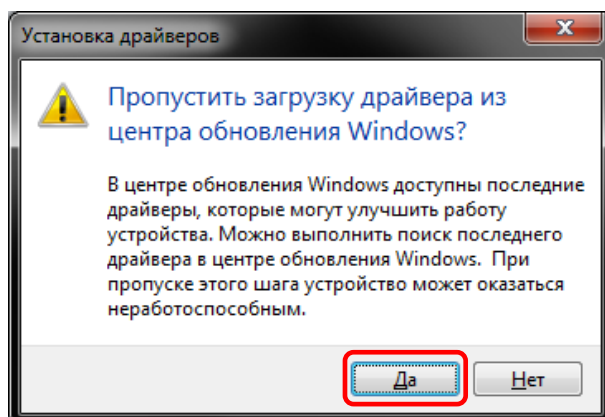 Установка драйверов
Пропустить загрузку драйвера из
центра обновления Windows?
В центре обновления Windows доступны последние
драйверы, которые могут улучшить работу
устройства. Можно выполнить поиск последнего
драйвера в центре обновления Windows.  При
пропуске этого шага устройство может оказаться
неработоспособным.
Да
Нет